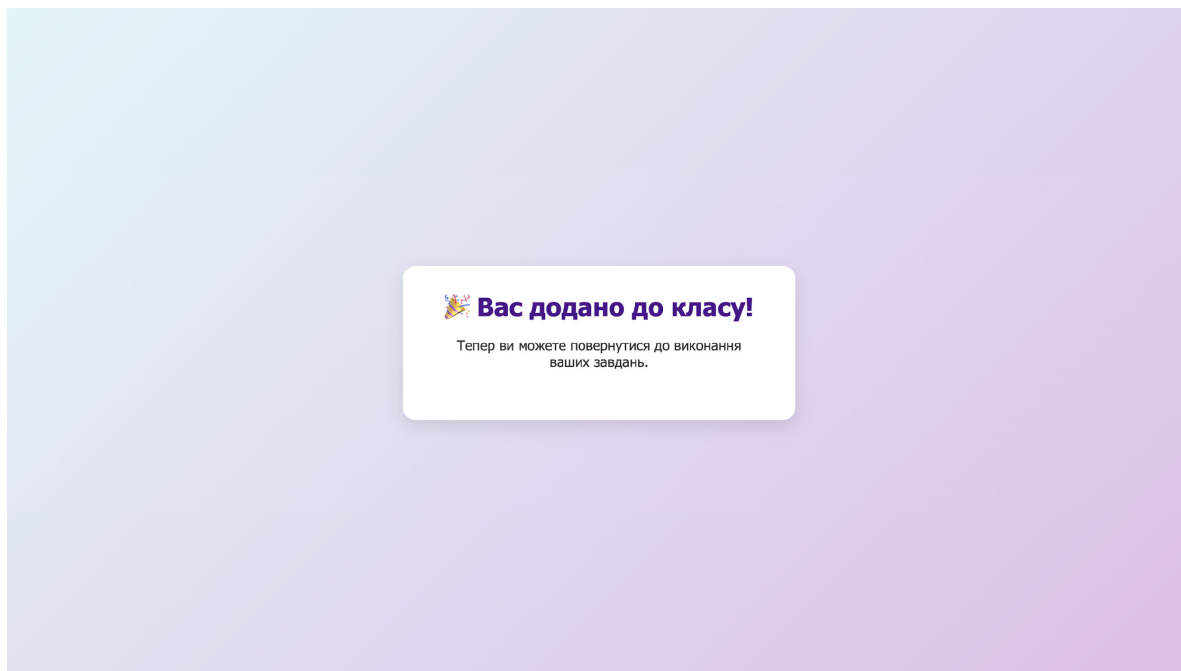 🎉 Вас додано до класу!
Тепер ви можете повернутися до виконання
ваших завдань.